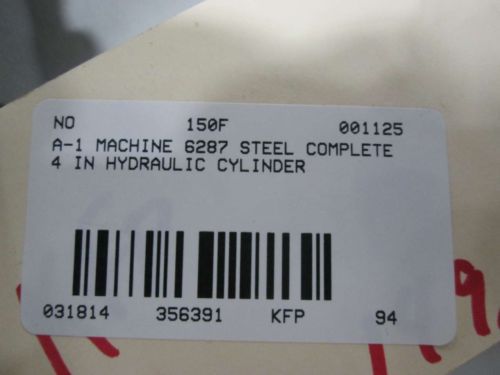 NO 150F 001125
A-1 MACHINE 6287 STEEL COMPLETE
4 IN HYDRAULIC CYLINDER
031814 356391 KFP 94